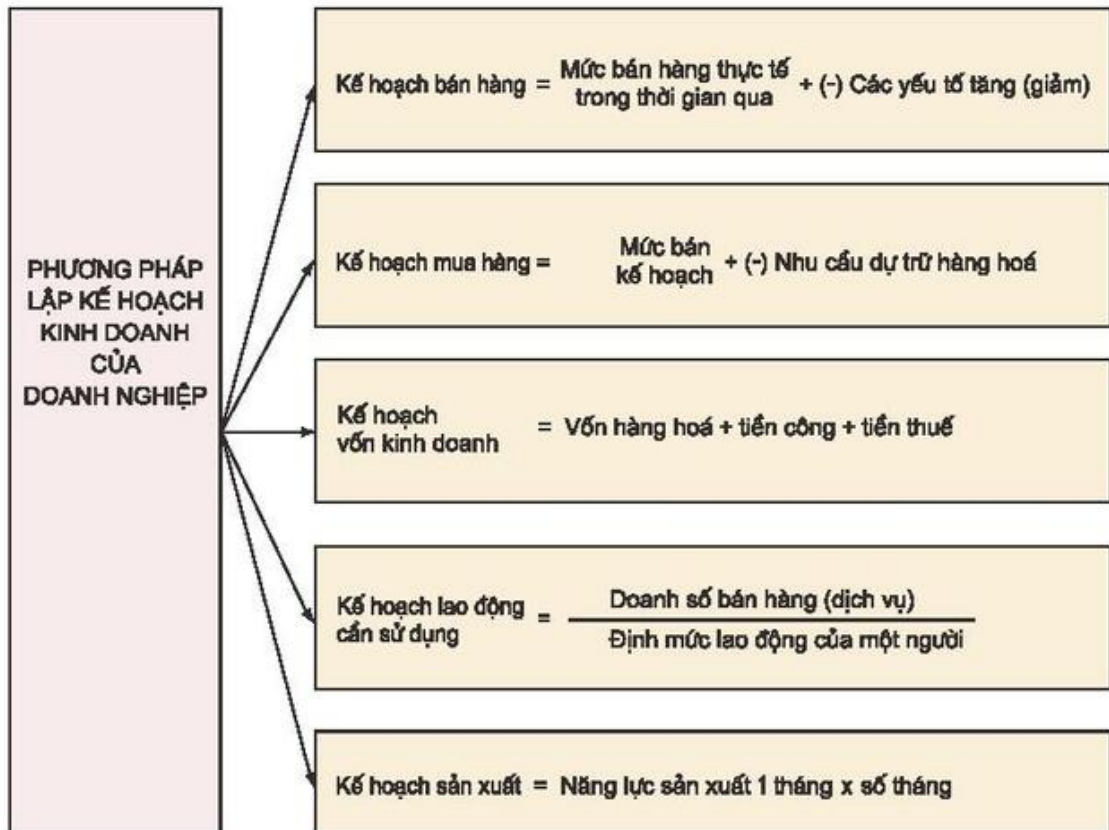 PHƯƠNG PHÁP
LẬP KẾ HOẠCH
KINH DOANH
CỦA
DOANH NGHIỆP
Kế hoạch bán hàng = Mức bán hàng thực tế + (-) Các yếu tố tăng (giảm)
trong thời gian qua
Kế hoạch mua hàng = Mức bán + (-) Nhu cầu dự trữ hàng hoá
kế hoạch
Kế hoạch
vốn kinh doanh = Vốn hàng hoá + tiền công + tiền thuế
Kế hoạch lao động = Doanh số bán hàng (dịch vụ)
cần sử dụng Định mức lao động của một người
Kế hoạch sản xuất = Năng lực sản xuất 1 tháng x số tháng